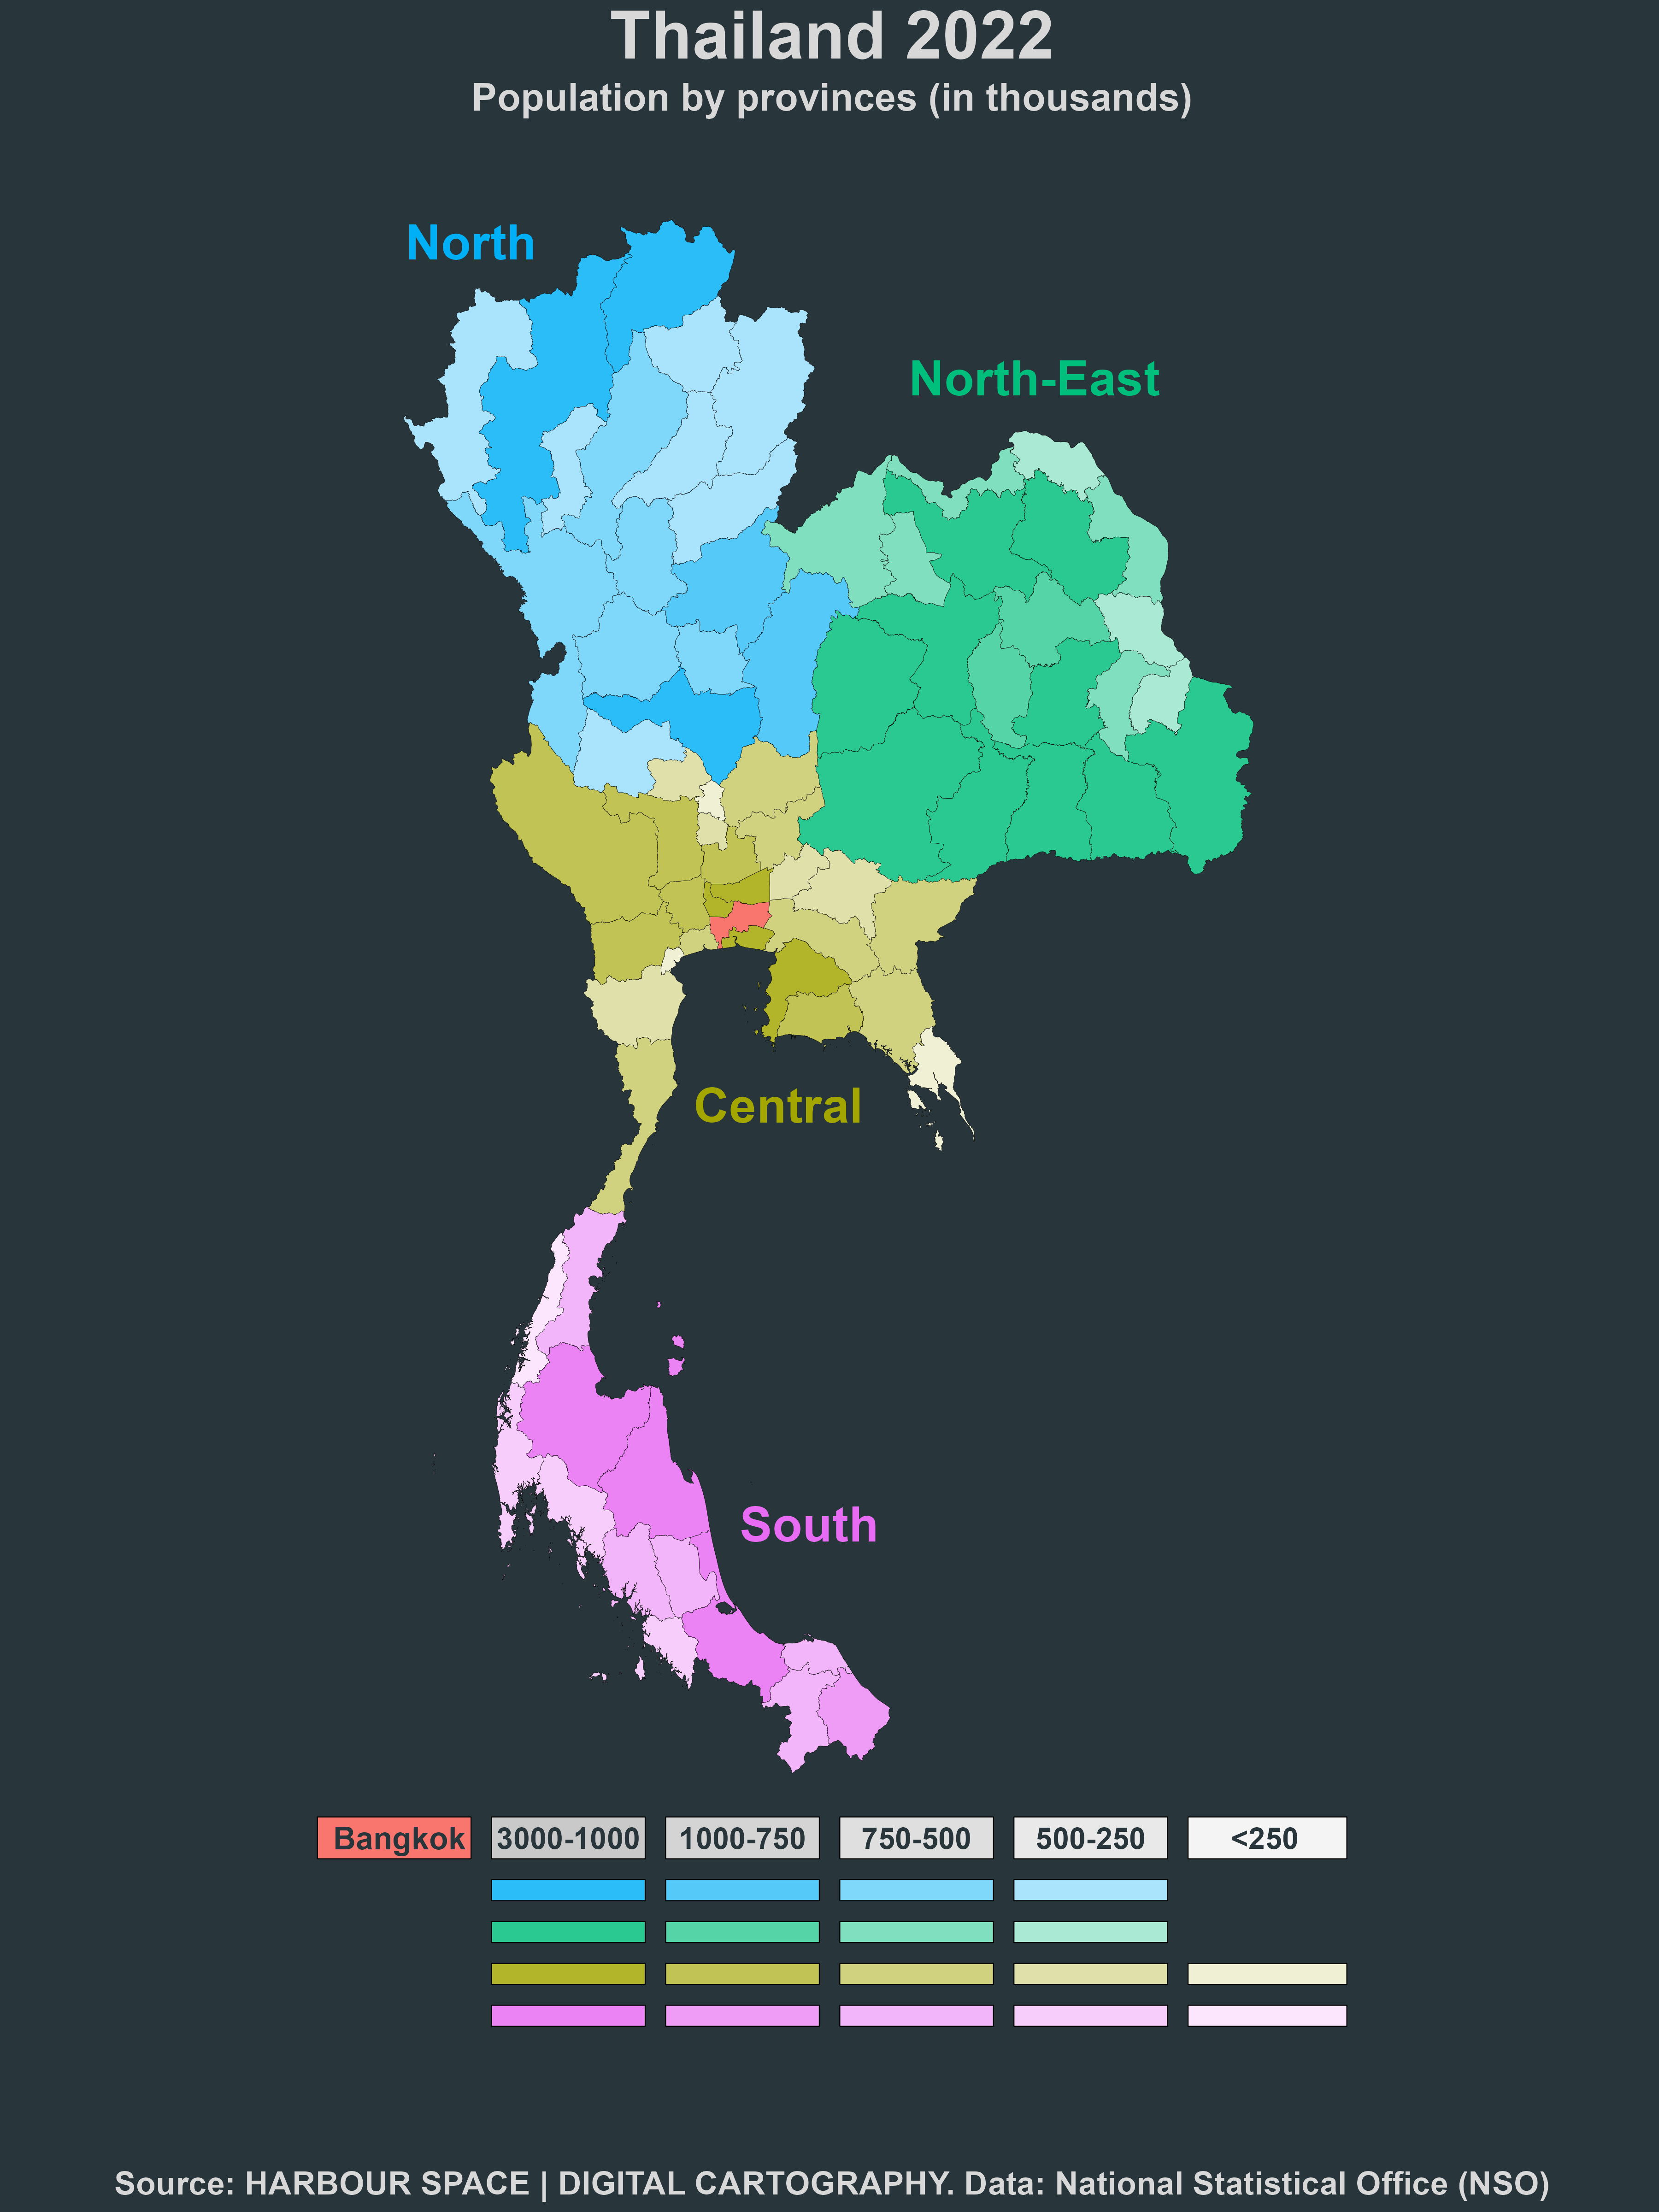 Thailand 2022
Population by provinces (in thousands)
North
North-East
Central
South
Bangkok 3000-1000 1000-750 750-500 500-250 <250
Source: HARBOUR SPACE | DIGITAL CARTOGRAPHY. Data: National Statistical Office (NSO)